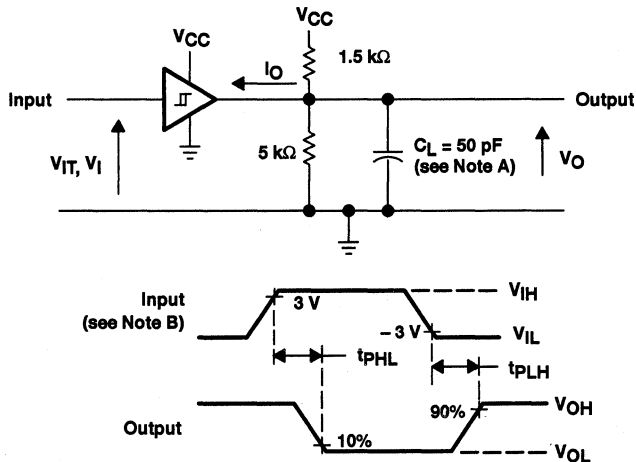 VCC
VCC
1.5 kΩ
IO
Input
Output
VIT, VI
5 kΩ
CL = 50 pF
(see Note A)
VO
Input
(see Note B)
3 V
VIH
– 3 V
VIL
tPHL
tPLH
Output
10%
90%
VOH
VOL